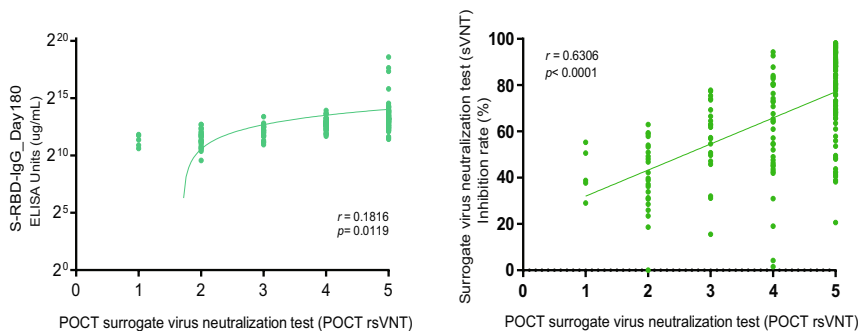 S-RBD-IgG_Day180
ELISA Units (ug/mL)
2^20
2^15
2^10
2^5
2^0
r = 0.1816
p= 0.0119
0 1 2 3 4 5
POCT surrogate virus neutralization test (POCT rsVNT)
Surrogate virus neutralization test (sVNT)
Inhibition rate (%)
100
80
60
40
20
0
r = 0.6306
p< 0.0001
0 1 2 3 4 5
POCT surrogate virus neutralization test (POCT rsVNT)